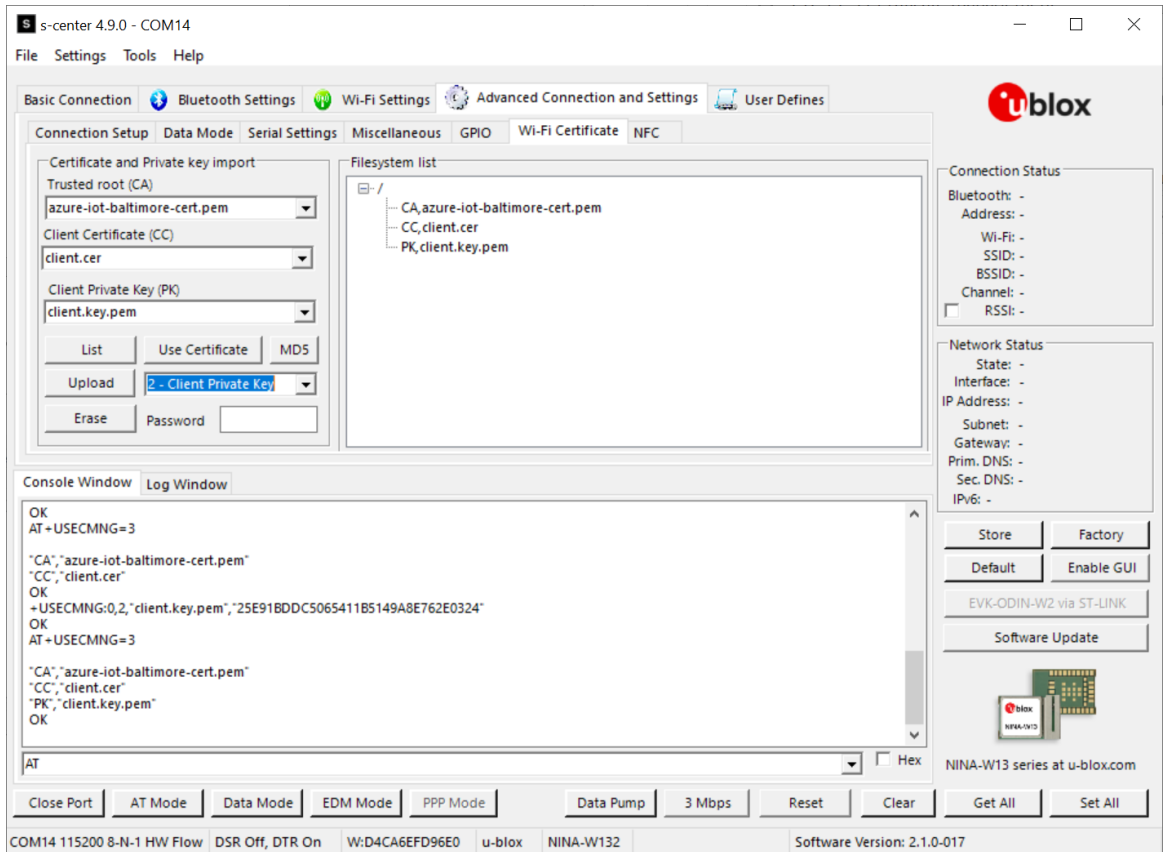 s-center 4.9.0 - COM14
File Settings Tools Help
Basic Connection Bluetooth Settings Wi-Fi Settings Advanced Connection and Settings User Defines
Connection Setup Data Mode Serial Settings Miscellaneous GPIO Wi-Fi Certificate NFC
Certificate and Private key import
Trusted root (CA)
azure-iot-baltimore-cert.pem
Client Certificate (CC)
client.cer
Client Private Key (PK)
client.key.pem
List Use Certificate MD5
Upload 2 - Client Private Key
Erase Password
Filesystem list
/
CA,azure-iot-baltimore-cert.pem
CC,client.cer
PK,client.key.pem
Console Window Log Window
OK
AT+USECMNG=3
"CA","azure-iot-baltimore-cert.pem"
"CC","client.cer"
OK
+USECMNG:0,2,"client.key.pem","25E91BDDC5065411B5149A8E762E0324"
OK
AT+USECMNG=3
"CA","azure-iot-baltimore-cert.pem"
"CC","client.cer"
"PK","client.key.pem"
OK
AT
Hex
ublox
Connection Status
Bluetooth: -
Address: -
Wi-Fi: -
SSID: -
BSSID: -
Channel: -
RSSI: -
Network Status
State: -
Interface: -
IP Address: -
Subnet: -
Gateway: -
Prim. DNS: -
Sec. DNS: -
IPv6: -
Store Factory
Default Enable GUI
EVK-ODIN-W2 via ST-LINK
Software Update
ublox
NINA-W13
NINA-W13 series at u-blox.com
Close Port AT Mode Data Mode EDM Mode PPP Mode Data Pump 3 Mbps Reset Clear Get All Set All
COM14 115200 8-N-1 HW Flow DSR Off, DTR On W:D4CA6EFD96E0 u-blox NINA-W132 Software Version: 2.1.0-017